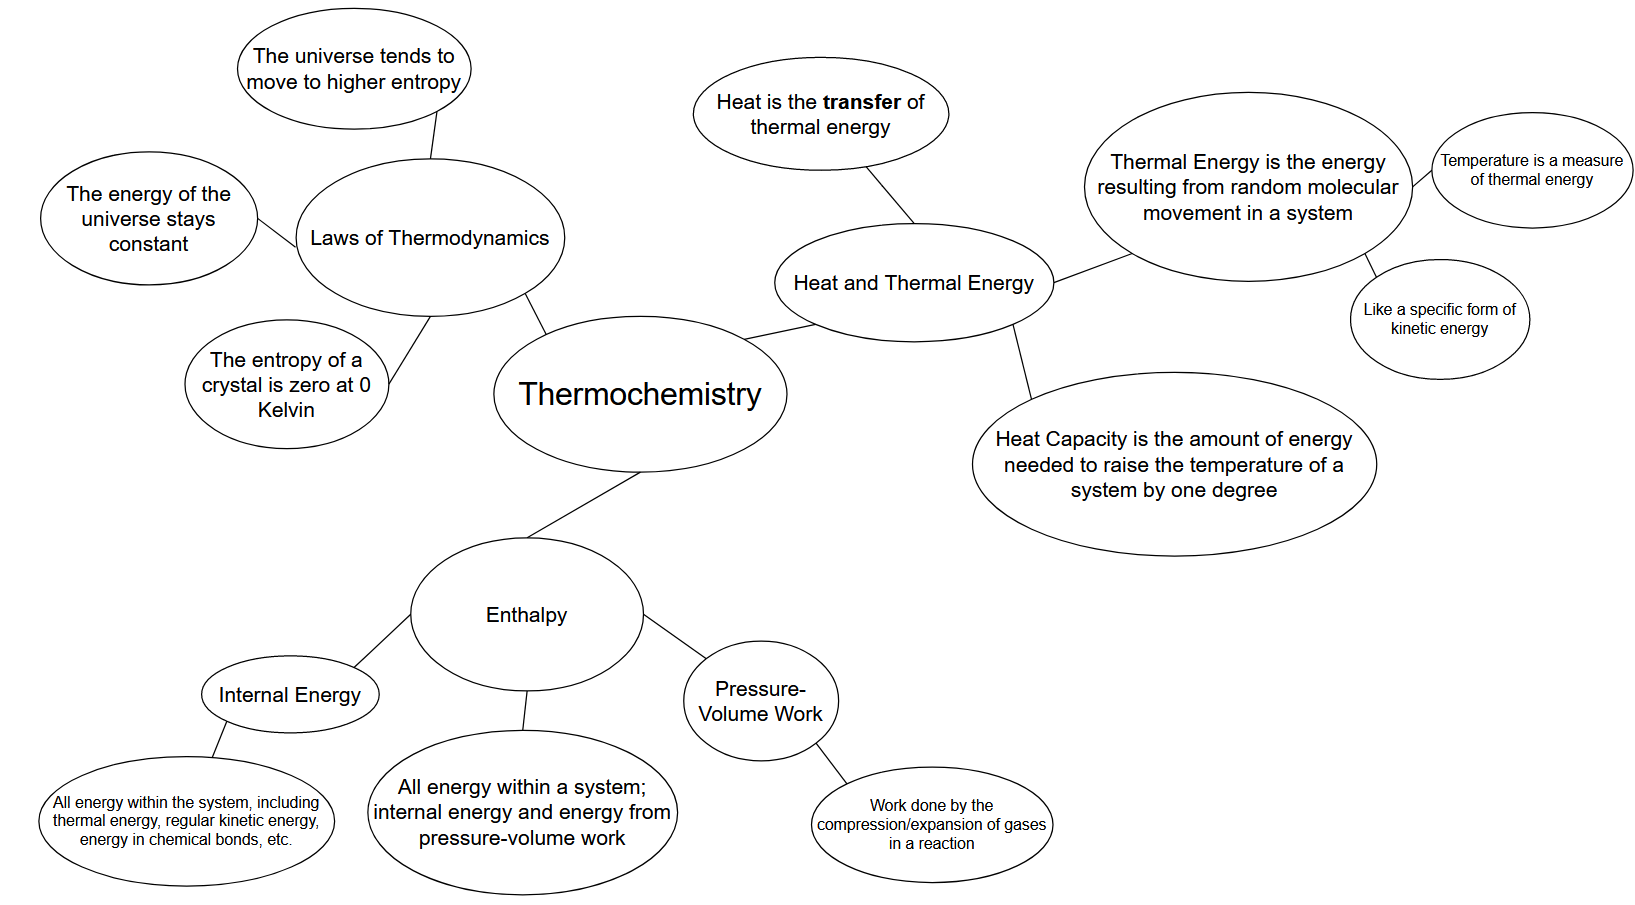 The universe tends to
move to higher entropy
The energy of the
universe stays
constant
Laws of Thermodynamics
The entropy of a
crystal is zero at 0
Kelvin
Thermochemistry
Heat is the transfer of
thermal energy
Heat and Thermal Energy
Thermal Energy is the energy
resulting from random molecular
movement in a system
Temperature is a measure
of thermal energy
Like a specific form of
kinetic energy
Heat Capacity is the amount of energy
needed to raise the temperature of a
system by one degree
Enthalpy
Internal Energy
All energy within the system, including
thermal energy, regular kinetic energy,
energy in chemical bonds, etc.
All energy within a system;
internal energy and energy from
pressure-volume work
Pressure-
Volume Work
Work done by the
compression/expansion of gases
in a reaction